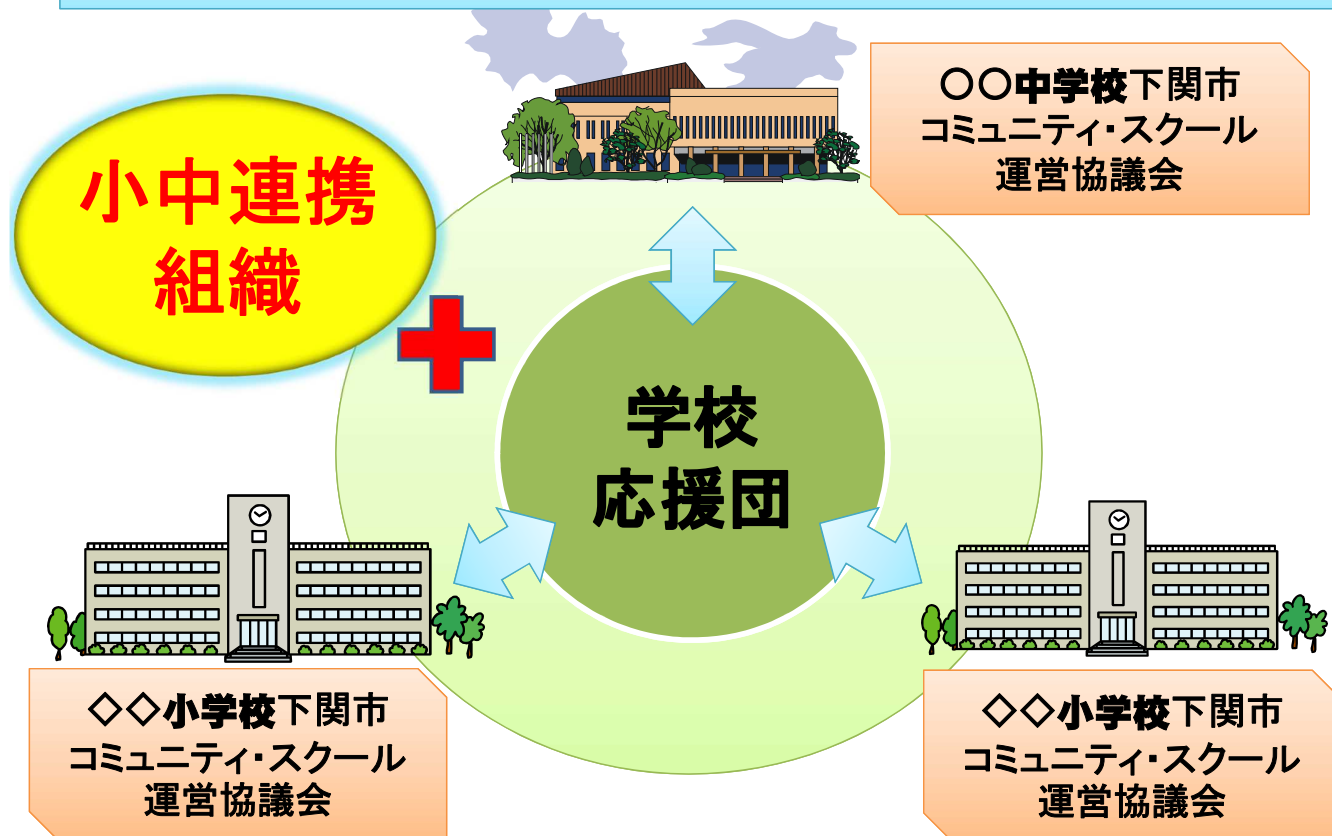 〇〇中学校下関市
コミュニティ・スクール
運営協議会
小中連携
組織
学校
応援団
◇◇小学校下関市
コミュニティ・スクール
運営協議会
◇◇小学校下関市
コミュニティ・スクール
運営協議会